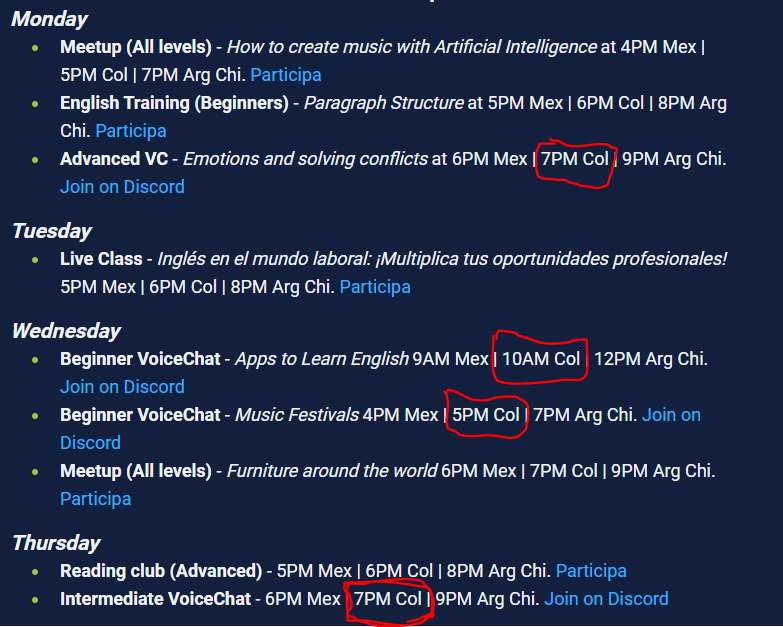 Monday
Meetup (All levels) - How to create music with Artificial Intelligence at 4PM Mex |
5PM Col | 7PM Arg Chi. Participa
English Training (Beginners) - Paragraph Structure at 5PM Mex | 6PM Col | 8PM Arg
Chi. Participa
Advanced VC - Emotions and solving conflicts at 6PM Mex | 7PM Col | 9PM Arg Chi.
Join on Discord
Tuesday
Live Class - Inglés en el mundo laboral: ¡Multiplica tus oportunidades profesionales!
5PM Mex | 6PM Col | 8PM Arg Chi. Participa
Wednesday
Beginner VoiceChat - Apps to Learn English 9AM Mex | 10AM Col | 12PM Arg Chi.
Join on Discord
Beginner VoiceChat - Music Festivals 4PM Mex | 5PM Col | 7PM Arg Chi. Join on
Discord
Meetup (All levels) - Furniture around the world 6PM Mex | 7PM Col | 9PM Arg Chi.
Participa
Thursday
Reading club (Advanced) - 5PM Mex | 6PM Col | 8PM Arg Chi. Participa
Intermediate VoiceChat - 6PM Mex | 7PM Col | 9PM Arg Chi. Join on Discord